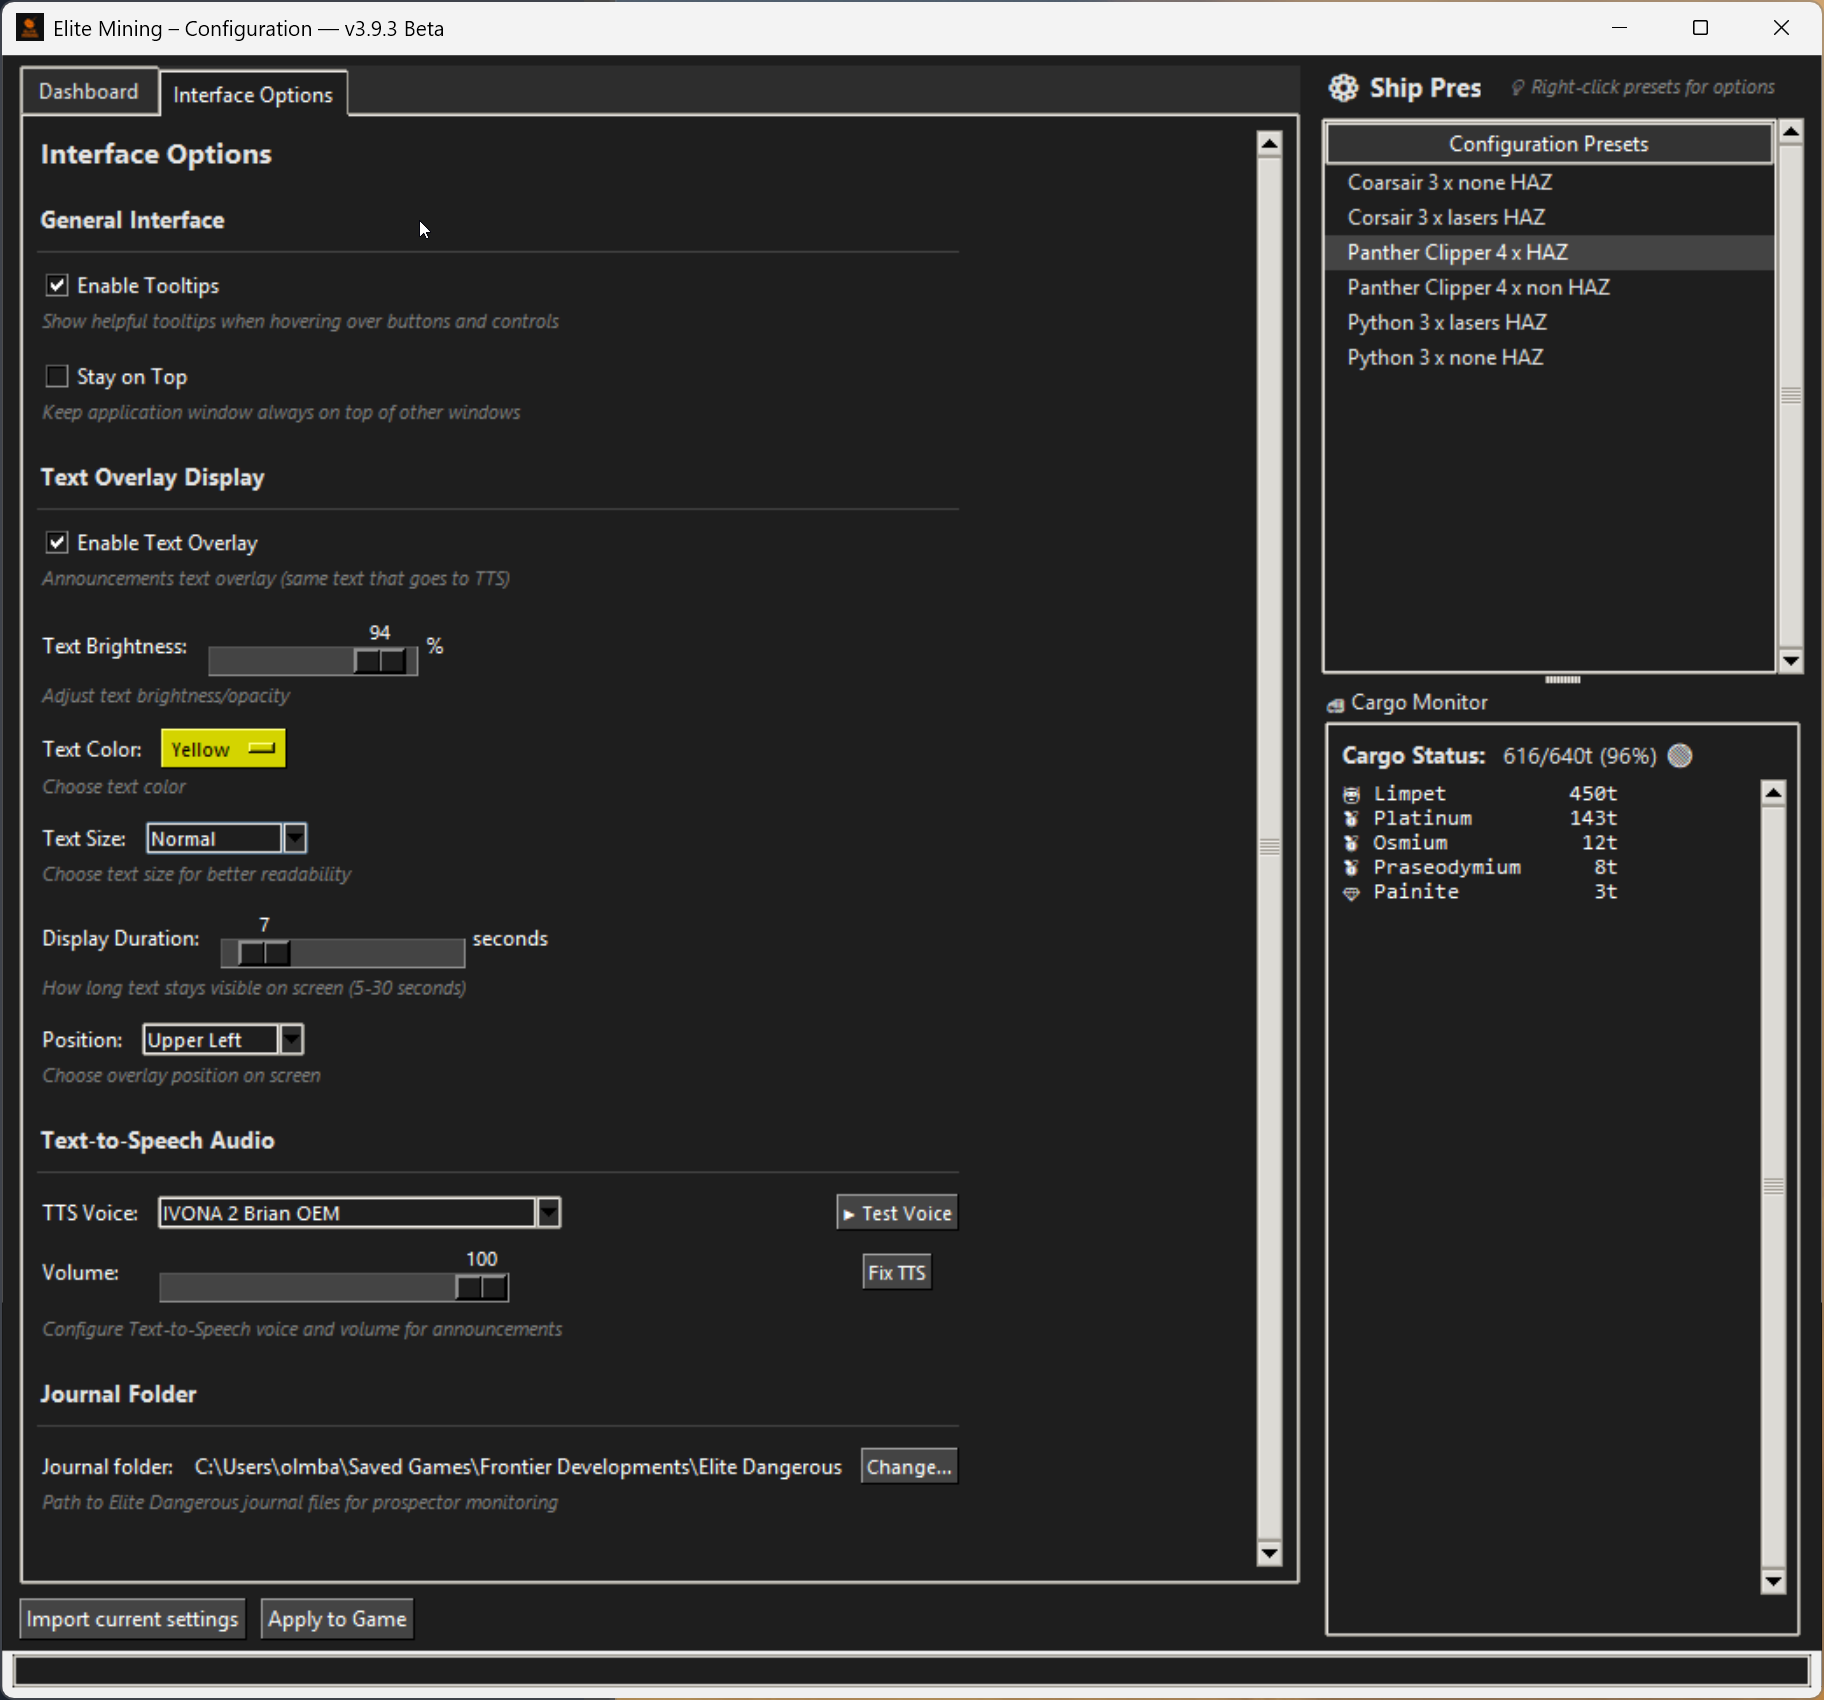 Elite Mining – Configuration — v3.9.3 Beta
Dashboard
Interface Options
Interface Options
General Interface
Enable Tooltips
Show helpful tooltips when hovering over buttons and controls
Stay on Top
Keep application window always on top of other windows
Text Overlay Display
Enable Text Overlay
Announcements text overlay (same text that goes to TTS)
94
Text Brightness: %
Adjust text brightness/opacity
Text Color: Yellow
Choose text color
Text Size: Normal
Choose text size for better readability
7
Display Duration: seconds
How long text stays visible on screen (5-30 seconds)
Position: Upper Left
Choose overlay position on screen
Text-to-Speech Audio
TTS Voice: IVONA 2 Brian OEM ▸ Test Voice
100
Volume: Fix TTS
Configure Text-to-Speech voice and volume for announcements
Journal Folder
Journal folder: C:\Users\olmba\Saved Games\Frontier Developments\Elite Dangerous Change...
Path to Elite Dangerous journal files for prospector monitoring
Import current settings Apply to Game
Ship Pres Right-click presets for options
Configuration Presets
Coarsair 3 x none HAZ
Corsair 3 x lasers HAZ
Panther Clipper 4 x HAZ
Panther Clipper 4 x non HAZ
Python 3 x lasers HAZ
Python 3 x none HAZ
Cargo Monitor
Cargo Status: 616/640t (96%)
Limpet 450t
Platinum 143t
Osmium 12t
Praseodymium 8t
Painite 3t